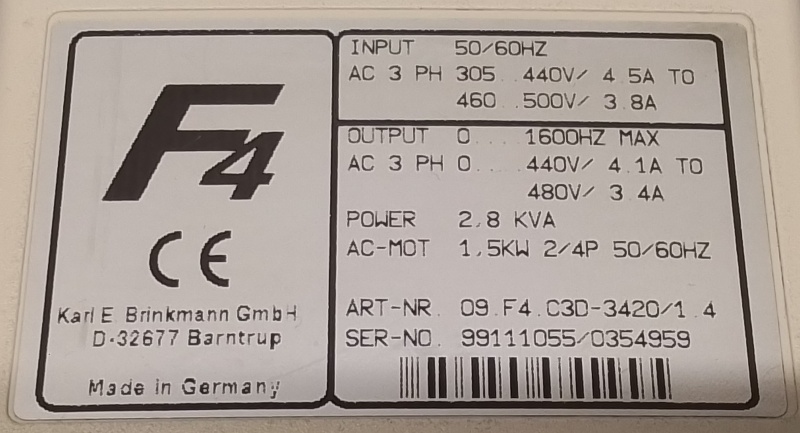 F4
CE
Karl E. Brinkmann GmbH
D-32677 Barntrup
Made in Germany
INPUT 50/60HZ
AC 3 PH 305...440V/ 4.5A TO
460...500V/ 3.8A
OUTPUT 0.... 1600HZ MAX
AC 3 PH 0.... 440V/ 4.1A TO
480V/ 3.4A
POWER 2,8 KVA
AC-MOT 1,5KW 2/4P 50/60HZ
ART-NR. 09.F4.C3D-3420/1.4
SER-NO. 99111055/0354959